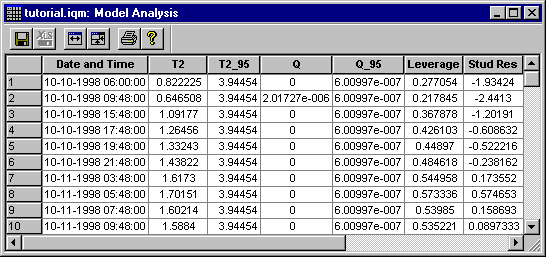 tutorial.iqm: Model Analysis
XLS
?
Date and Time T2 T2_95 Q Q_95 Leverage Stud Res
1 10-10-1998 06:00:00 0.822225 3.94454 0 6.00997e-007 0.277054 -1.93424
2 10-10-1998 09:48:00 0.646508 3.94454 2.01727e-006 6.00997e-007 0.217845 -2.4413
3 10-10-1998 15:48:00 1.09177 3.94454 0 6.00997e-007 0.367878 -1.20191
4 10-10-1998 17:48:00 1.26456 3.94454 0 6.00997e-007 0.426103 -0.608632
5 10-10-1998 19:48:00 1.33243 3.94454 0 6.00997e-007 0.44897 -0.522216
6 10-10-1998 21:48:00 1.43822 3.94454 0 6.00997e-007 0.484618 -0.238162
7 10-11-1998 03:48:00 1.6173 3.94454 0 6.00997e-007 0.544958 0.173552
8 10-11-1998 05:48:00 1.70151 3.94454 0 6.00997e-007 0.573336 0.574653
9 10-11-1998 07:48:00 1.60214 3.94454 0 6.00997e-007 0.53985 0.158693
10 10-11-1998 09:48:00 1.5884 3.94454 0 6.00997e-007 0.535221 0.0897333